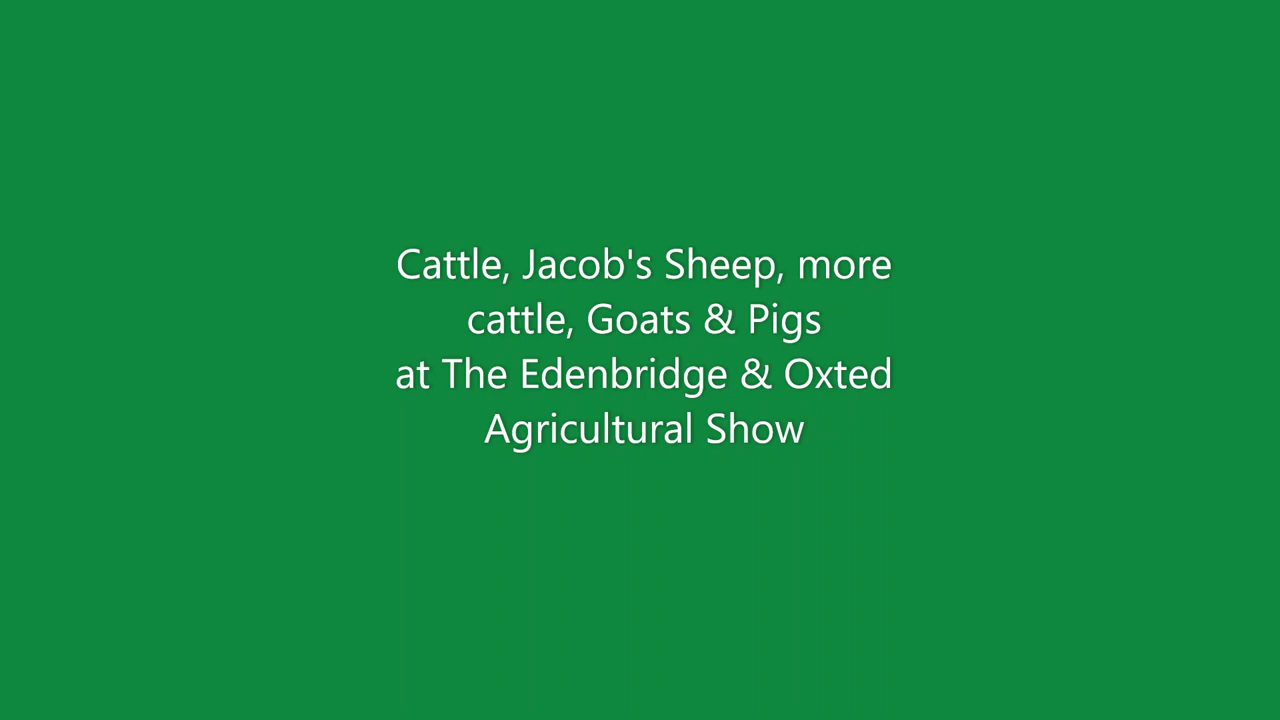 Cattle, Jacob's Sheep, more
cattle, Goats & Pigs
at The Edenbridge & Oxted
Agricultural Show